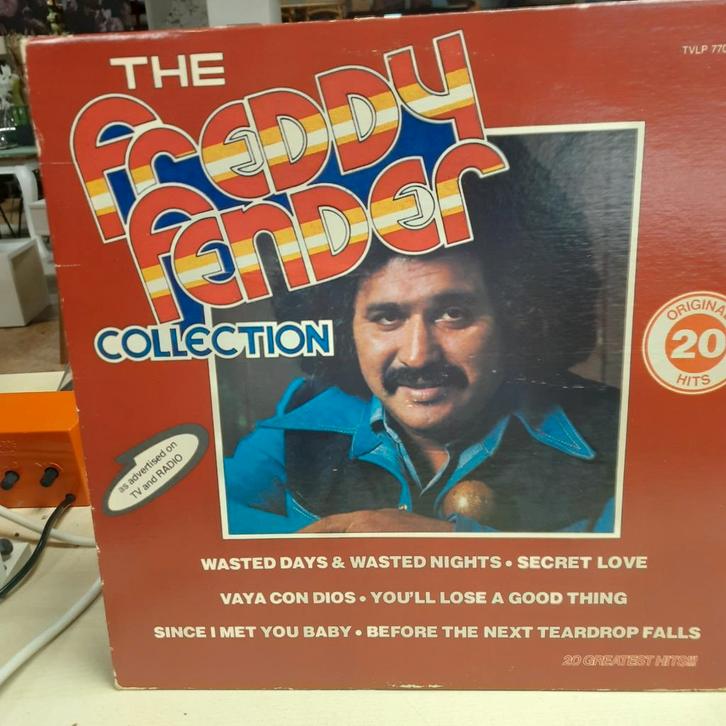 TVLP 770
THE
FREDDY
FENDER
COLLECTION
ORIGINAL
20
HITS
as advertised on
TV and RADIO
WASTED DAYS & WASTED NIGHTS • SECRET LOVE
VAYA CON DIOS • YOU'LL LOSE A GOOD THING
SINCE I MET YOU BABY • BEFORE THE NEXT TEARDROP FALLS
20 GREATEST HITS!!!